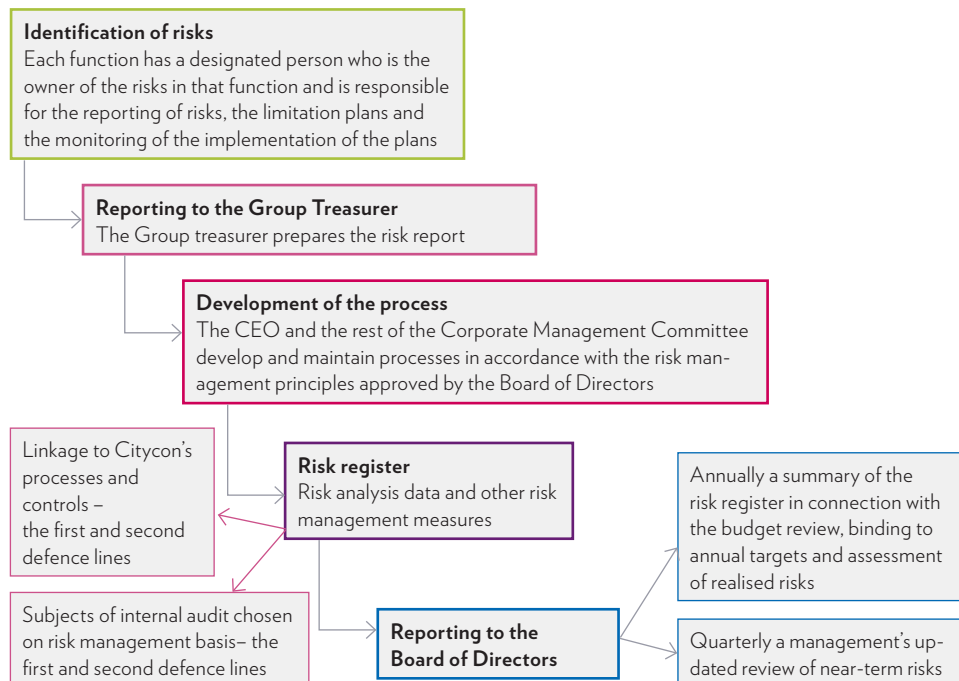 Identification of risks
Each function has a designated person who is the
owner of the risks in that function and is responsible
for the reporting of risks, the limitation plans and
the monitoring of the implementation of the plans
Reporting to the Group Treasurer
The Group treasurer prepares the risk report
Development of the process
The CEO and the rest of the Corporate Management Committee
develop and maintain processes in accordance with the risk man-
agement principles approved by the Board of Directors
Linkage to Citycon's
processes and
controls –
the first and second
defence lines
Risk register
Risk analysis data and other risk
management measures
Annually a summary of the
risk register in connection with
the budget review, binding to
annual targets and assessment
of realised risks
Subjects of internal audit chosen
on risk management basis– the
first and second defence lines
Reporting to the
Board of Directors
Quarterly a management's up-
dated review of near-term risks